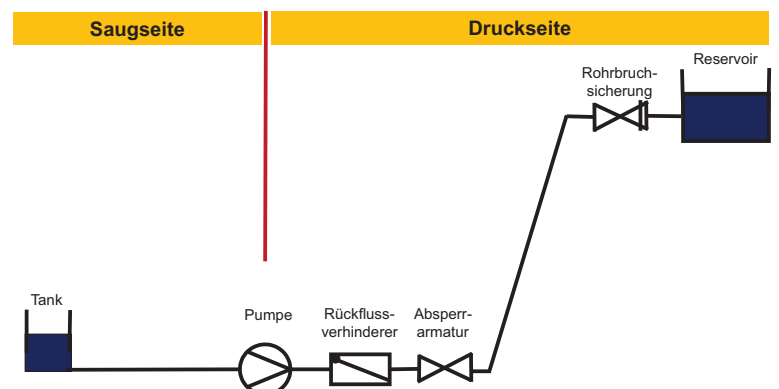 Saugseite
Druckseite
Reservoir
Rohrbruch-
sicherung
Tank
Pumpe
Rückfluss-
verhinderer
Absperr-
armatur